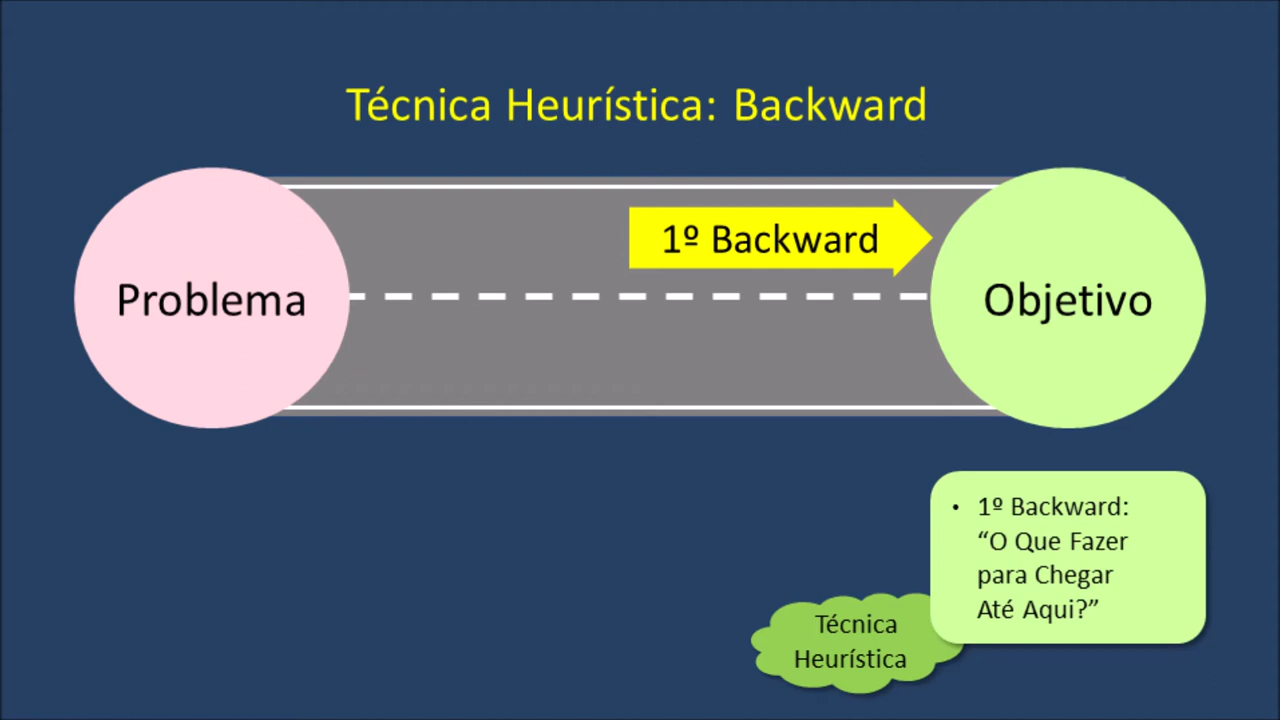 Técnica Heurística: Backward
1º Backward
Problema
Objetivo
• 1º Backward:
“O Que Fazer
para Chegar
Até Aqui?”
Técnica
Heurística